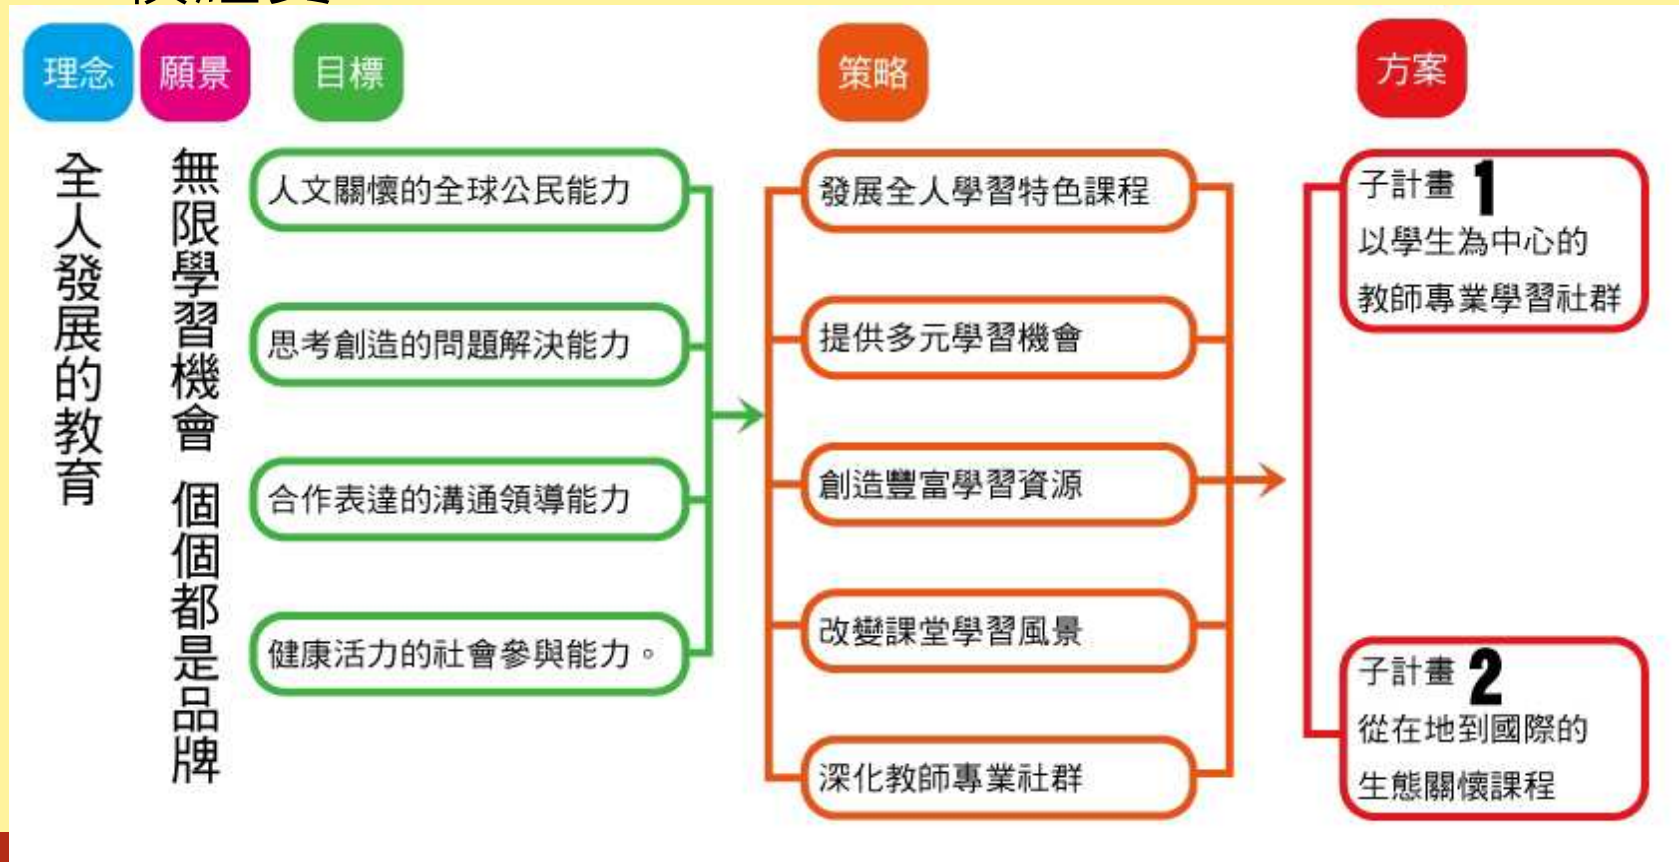 理念
願景
目標
策略
方案
全人發展的教育
無限學習機會 個個都是品牌
人文關懷的全球公民能力
思考創造的問題解決能力
合作表達的溝通領導能力
健康活力的社會參與能力。
發展全人學習特色課程
提供多元學習機會
創造豐富學習資源
改變課堂學習風景
深化教師專業社群
子計畫 1
以學生為中心的
教師專業學習社群
子計畫 2
從在地到國際的
生態關懷課程